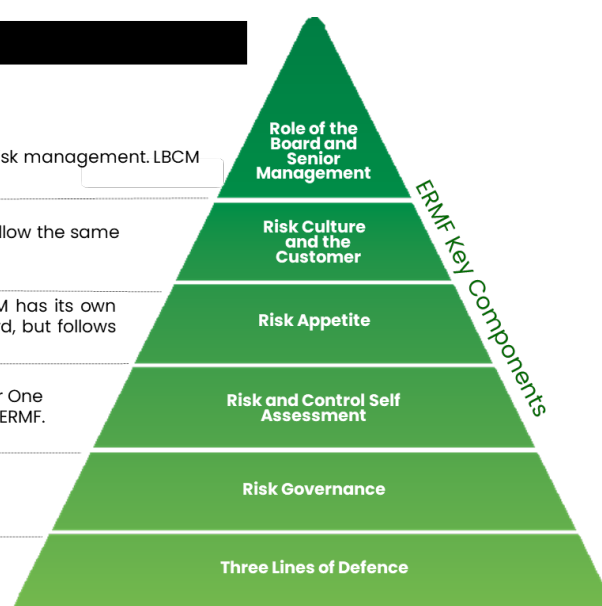 Role of the
Board and
Senior
Management
sk management. LBCM
Risk Culture
and the
Customer
llow the same
M has its own
d, but follows
Risk Appetite
One
ERMF.
Risk and Control Self
Assessment
Risk Governance
Three Lines of Defence
ERMF Key Components